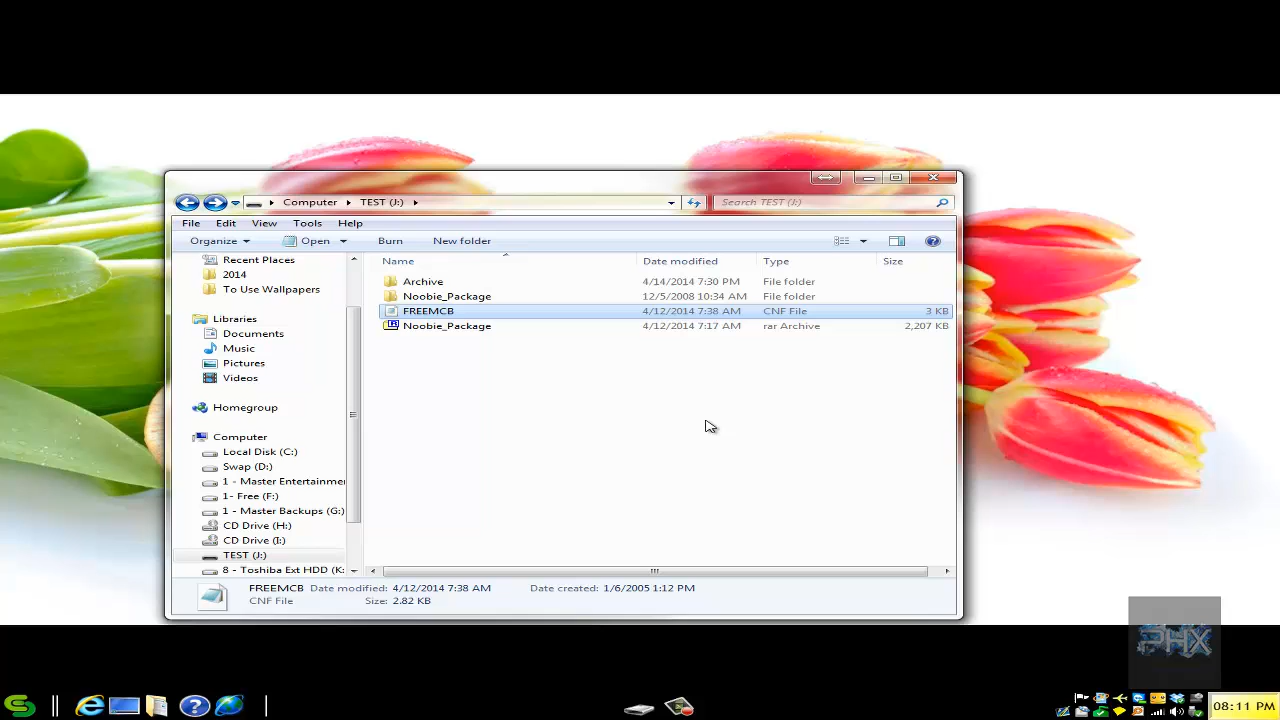 Computer TEST (J:) Search TEST (J:)
File Edit View Tools Help
Organize Open Burn New folder
Name Date modified Type Size
Recent Places
2014
To Use Wallpapers
Libraries
Documents
Music
Pictures
Videos
Homegroup
Computer
Local Disk (C:)
Swap (D:)
1 - Master Entertainme
1- Free (F:)
1 - Master Backups (G:)
CD Drive (H:)
CD Drive (I:)
TEST (J:)
8 - Toshiba Ext HDD (K:
Archive 4/14/2014 7:30 PM File folder
Noobie_Package 12/5/2008 10:34 AM File folder
FREEMCB 4/12/2014 7:38 AM CNF File 3 KB
Noobie_Package 4/12/2014 7:17 AM rar Archive 2,207 KB
FREEMCB Date modified: 4/12/2014 7:38 AM Date created: 1/6/2005 1:12 PM
CNF File Size: 2.82 KB
PHX
08:11 PM